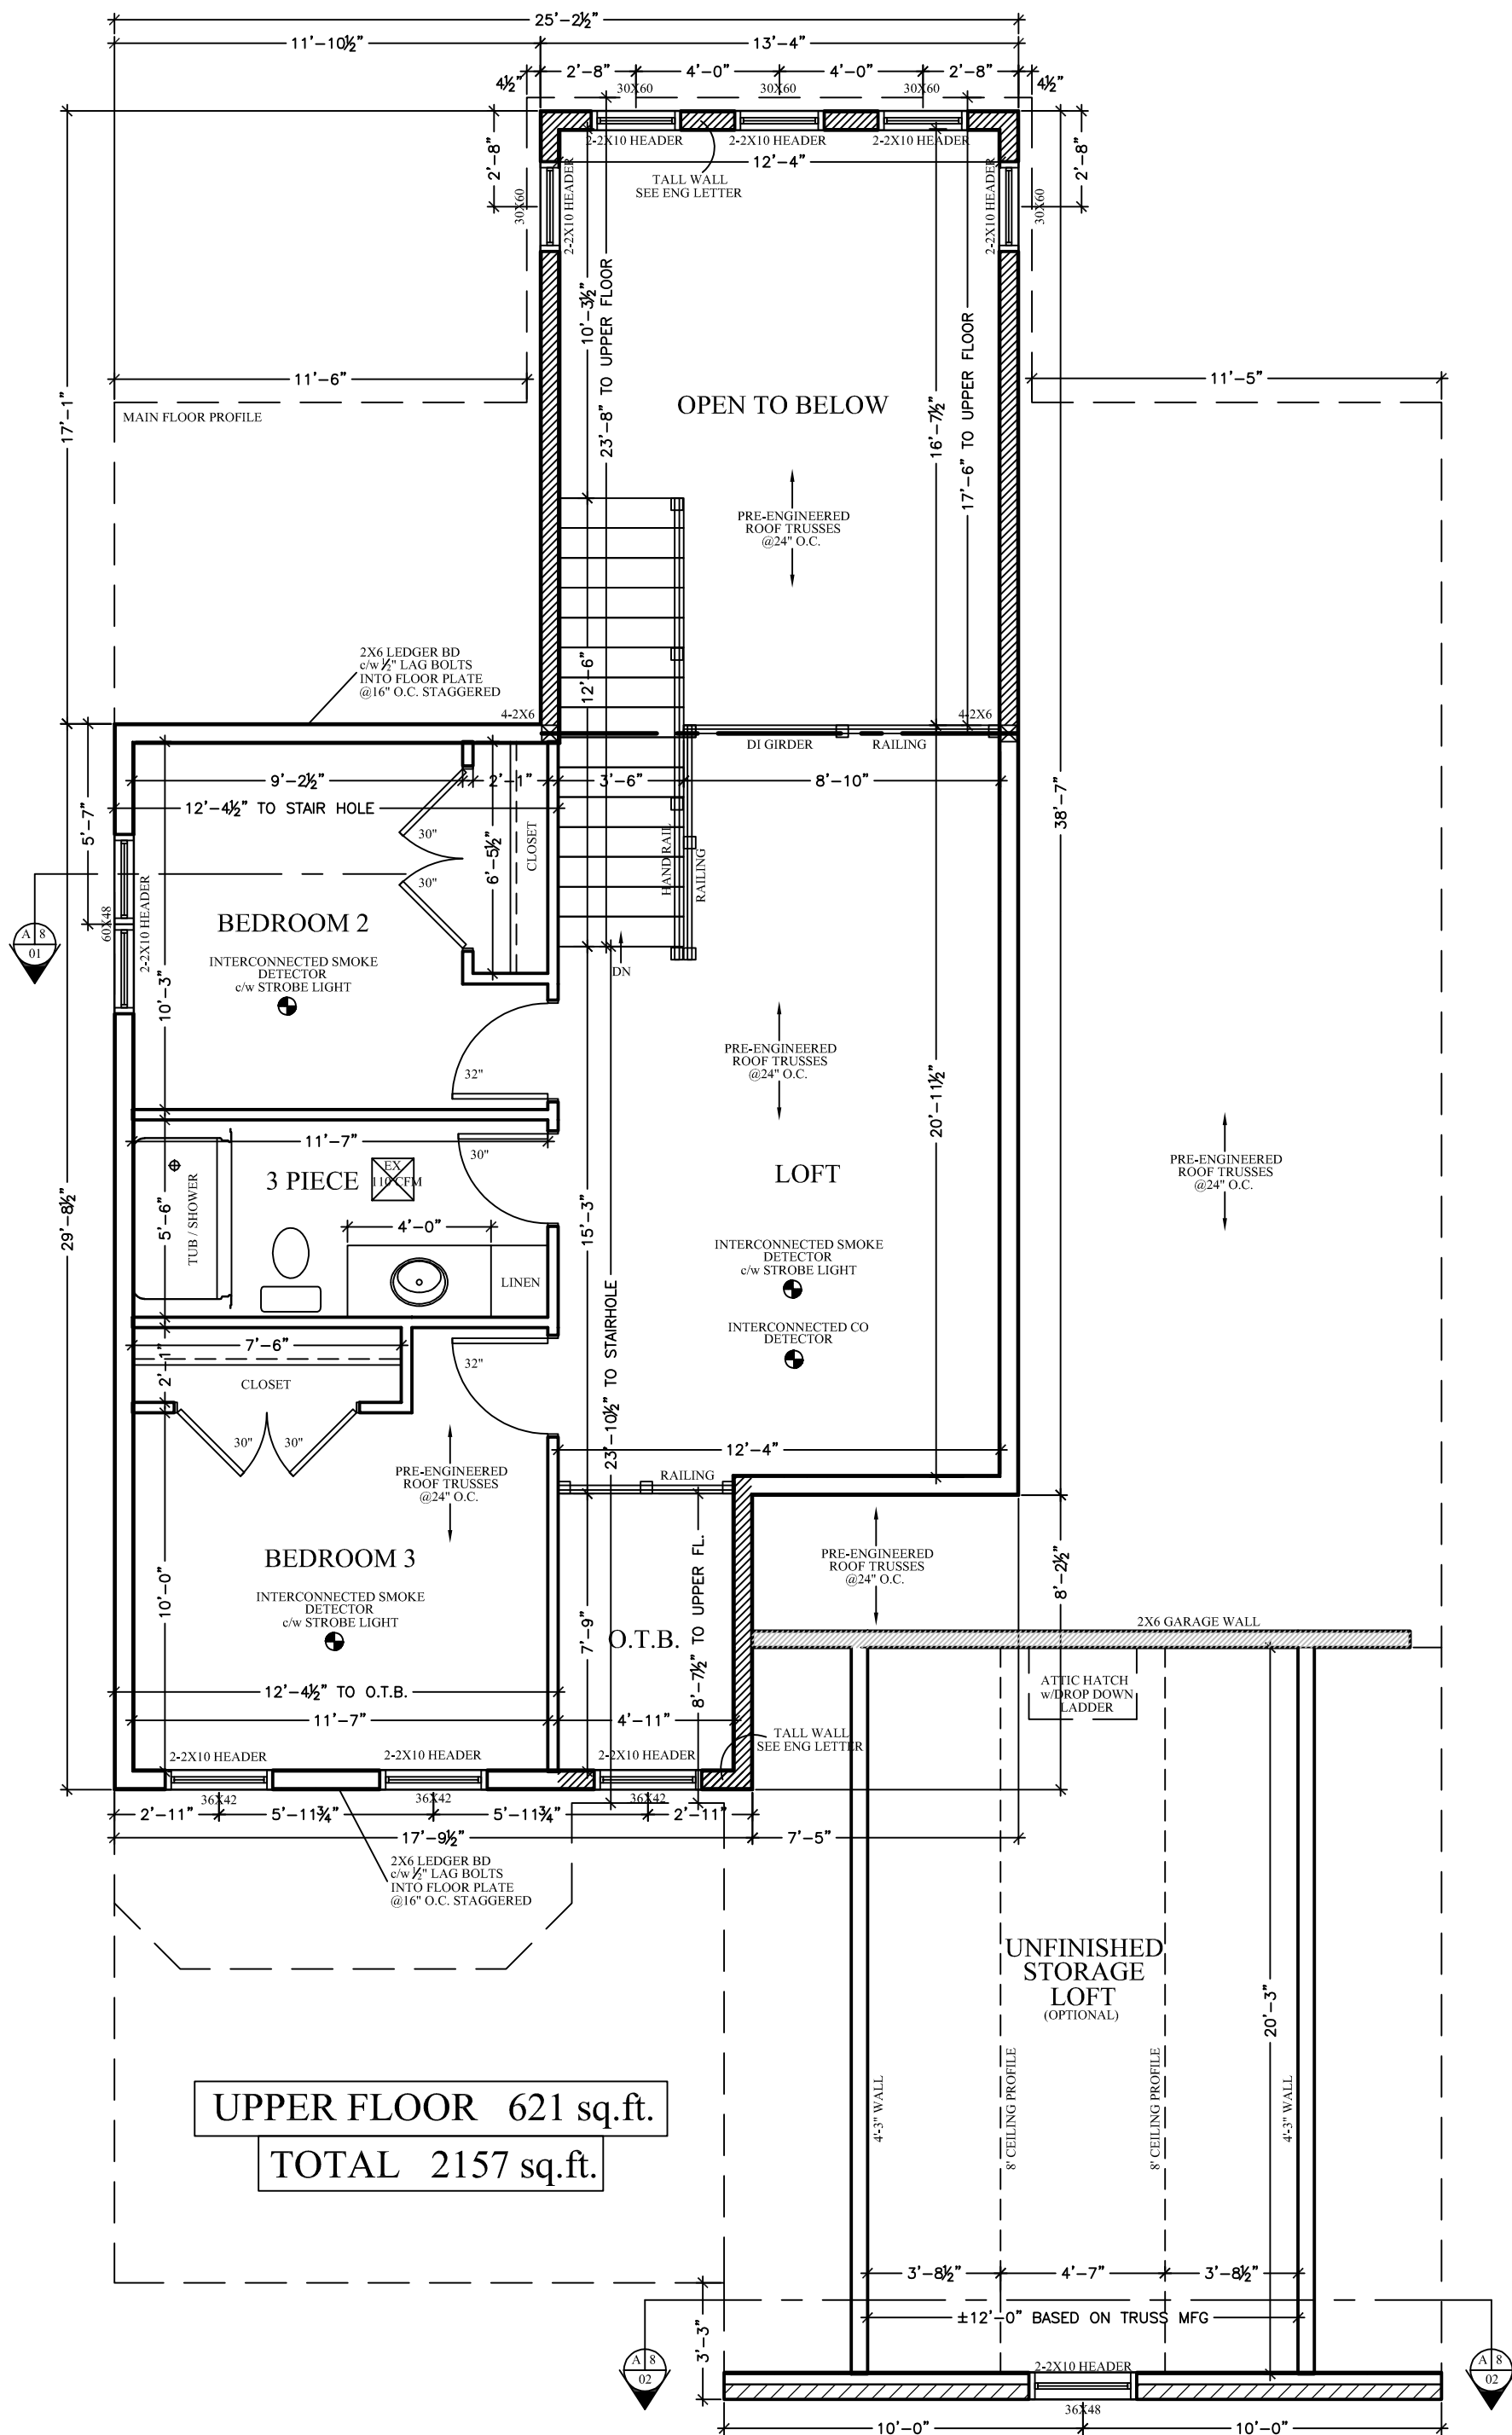 25'-2½"
11'-10½"
13'-4"
4½"
2'-8"
4'-0"
4'-0"
2'-8"
4½"
30X60
30X60
30X60
2-2X10 HEADER
2-2X10 HEADER
2-2X10 HEADER
2'-8"
2'-8"
12'-4"
TALL WALL
SEE ENG LETTER
30X60
2-2X10 HEADER
2-2X10 HEADER
30X60
10'-3½"
23'-8" TO UPPER FLOOR
16'-7½"
17'-6" TO UPPER FLOOR
17'-1"
11'-6"
11'-5"
MAIN FLOOR PROFILE
OPEN TO BELOW
PRE-ENGINEERED
ROOF TRUSSES
@24" O.C.
2X6 LEDGER BD
c/w ½" LAG BOLTS
INTO FLOOR PLATE
@16" O.C. STAGGERED
12'-6"
4-2X6
4-2X6
DI GIRDER
RAILING
9'-2½"
2'-1"
3'-6"
8'-10"
12'-4½" TO STAIR HOLE
5'-7"
38'-7"
30"
30"
6'-5½"
CLOSET
HAND RAIL
RAILING
A 8
01
60X48
2-2X10 HEADER
BEDROOM 2
INTERCONNECTED SMOKE
DETECTOR
c/w STROBE LIGHT
10'-3"
DN
32"
PRE-ENGINEERED
ROOF TRUSSES
@24" O.C.
20'-11½"
11'-7"
30"
3 PIECE
EX
110 CFM
TUB / SHOWER
5'-6"
4'-0"
LINEN
29'-8½"
15'-3"
LOFT
PRE-ENGINEERED
ROOF TRUSSES
@24" O.C.
INTERCONNECTED SMOKE
DETECTOR
c/w STROBE LIGHT
INTERCONNECTED CO
DETECTOR
23'-10½" TO STAIRHOLE
7'-6"
2'-1"
CLOSET
32"
30"
30"
12'-4"
PRE-ENGINEERED
ROOF TRUSSES
@24" O.C.
RAILING
BEDROOM 3
INTERCONNECTED SMOKE
DETECTOR
c/w STROBE LIGHT
10'-0"
7'-9"
O.T.B.
8'-7½" TO UPPER FL.
PRE-ENGINEERED
ROOF TRUSSES
@24" O.C.
8'-2½"
2X6 GARAGE WALL
12'-4½" TO O.T.B.
11'-7"
4'-11"
ATTIC HATCH
w/DROP DOWN
LADDER
TALL WALL
SEE ENG LETTER
2-2X10 HEADER
2-2X10 HEADER
2-2X10 HEADER
36X42
36X42
36X42
2'-11"
5'-11¾"
5'-11¾"
2'-11"
17'-9½"
7'-5"
2X6 LEDGER BD
c/w ½" LAG BOLTS
INTO FLOOR PLATE
@16" O.C. STAGGERED
UNFINISHED
STORAGE
LOFT
(OPTIONAL)
20'-3"
4'-3" WALL
8' CEILING PROFILE
8' CEILING PROFILE
4'-3" WALL
UPPER FLOOR 621 sq.ft.
TOTAL 2157 sq.ft.
3'-8½"
4'-7"
3'-8½"
±12'-0" BASED ON TRUSS MFG
3'-3"
A 8
02
A 8
02
2-2X10 HEADER
36X48
10'-0"
10'-0"